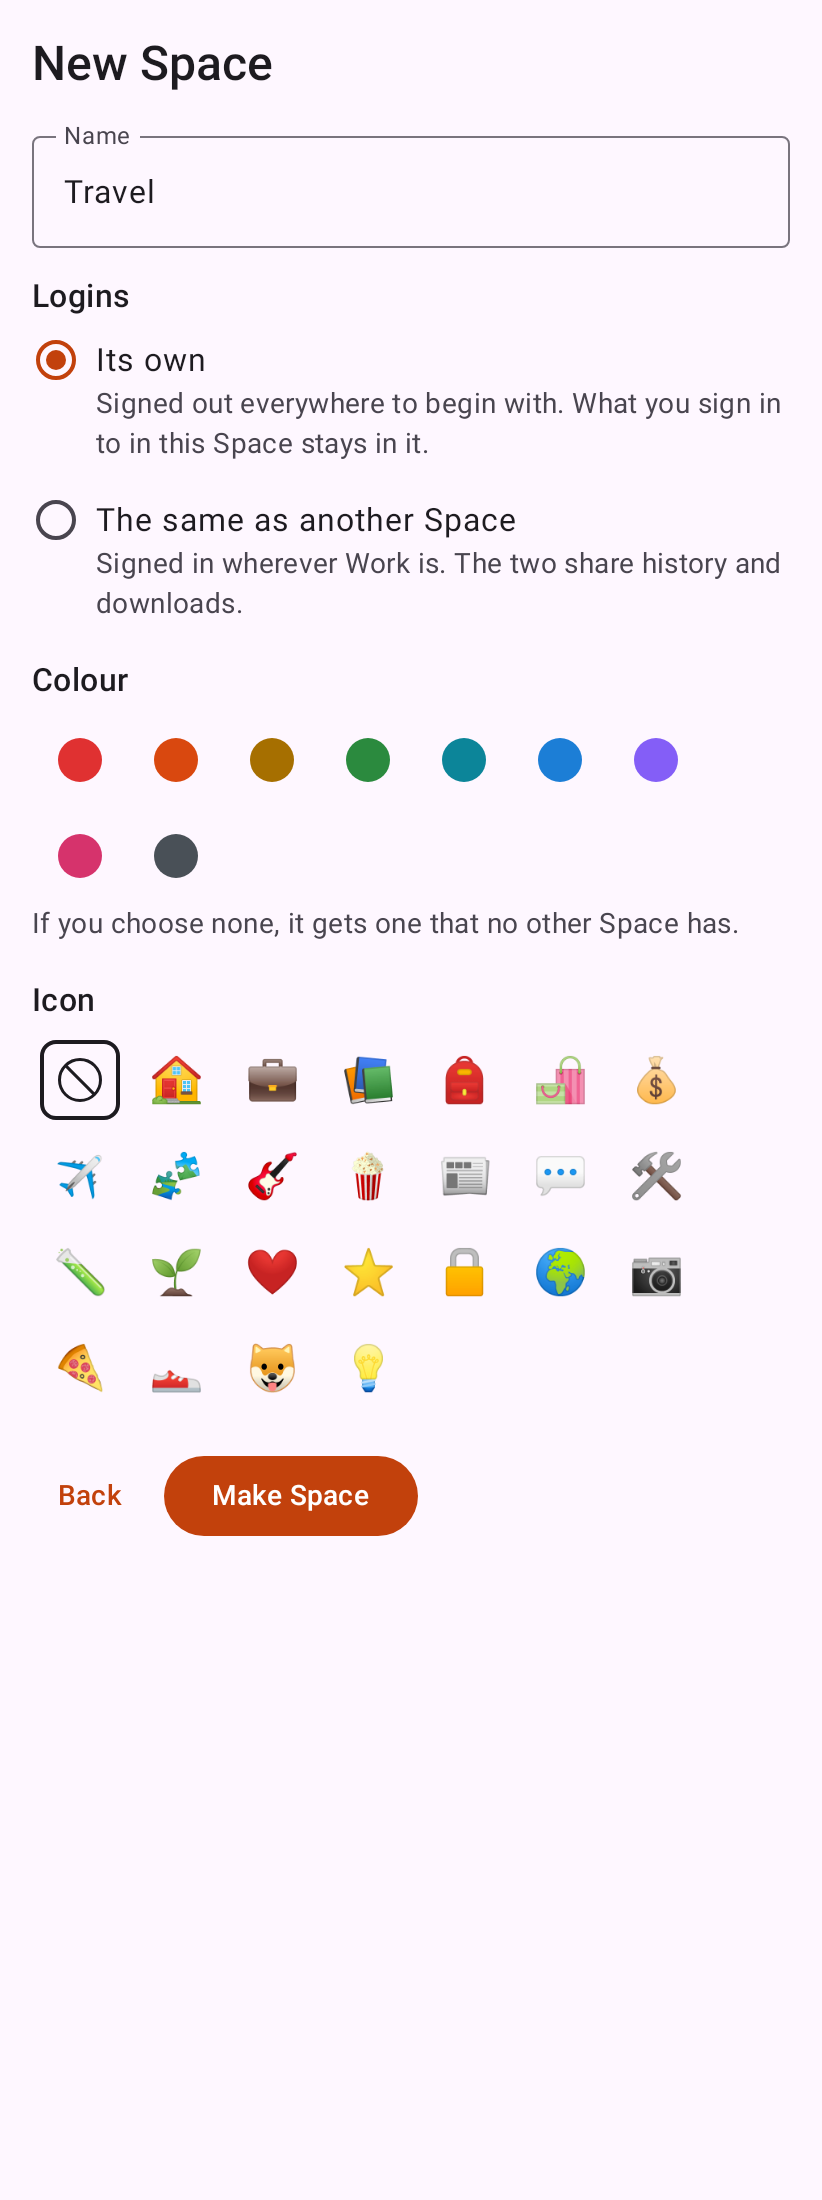 New Space
Name
Travel
Logins
Its own
Signed out everywhere to begin with. What you sign in
to in this Space stays in it.
The same as another Space
Signed in wherever Work is. The two share history and
downloads.
Colour
If you choose none, it gets one that no other Space has.
Icon
Back
Make Space